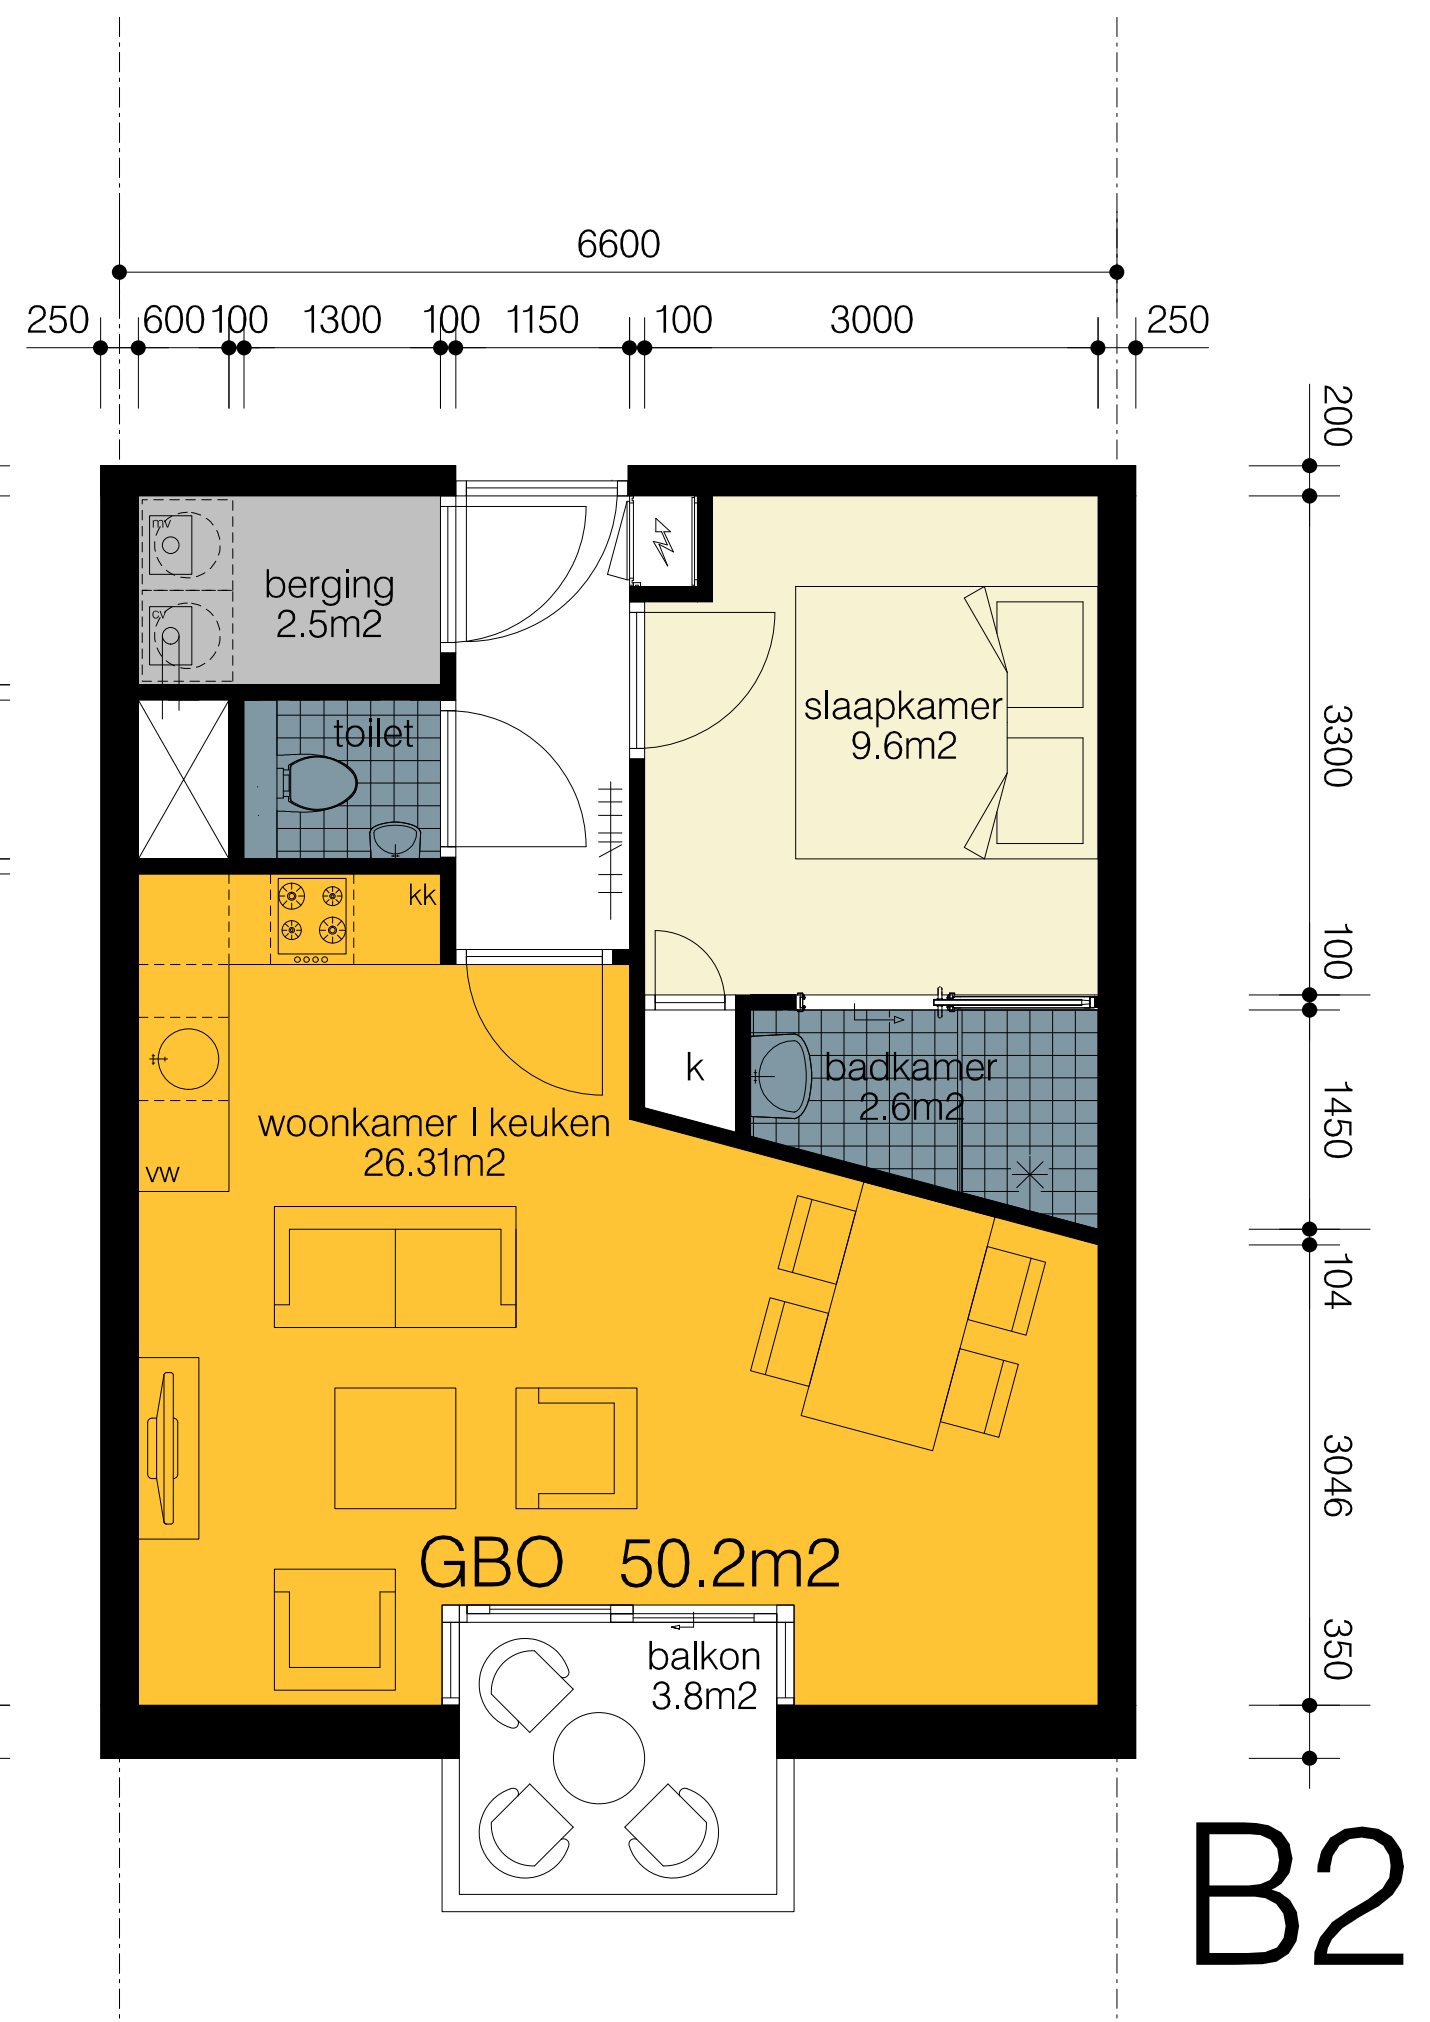 6600
250 600 100 1300 100 1150 100 3000 250
200
mv
berging
2.5m2
cv
slaapkamer
9.6m2
toilet
3300
kk
100
k
badkamer
2.6m2
1450
woonkamer I keuken
26.31m2
vw
104
3046
GBO 50.2m2
350
balkon
3.8m2
B2